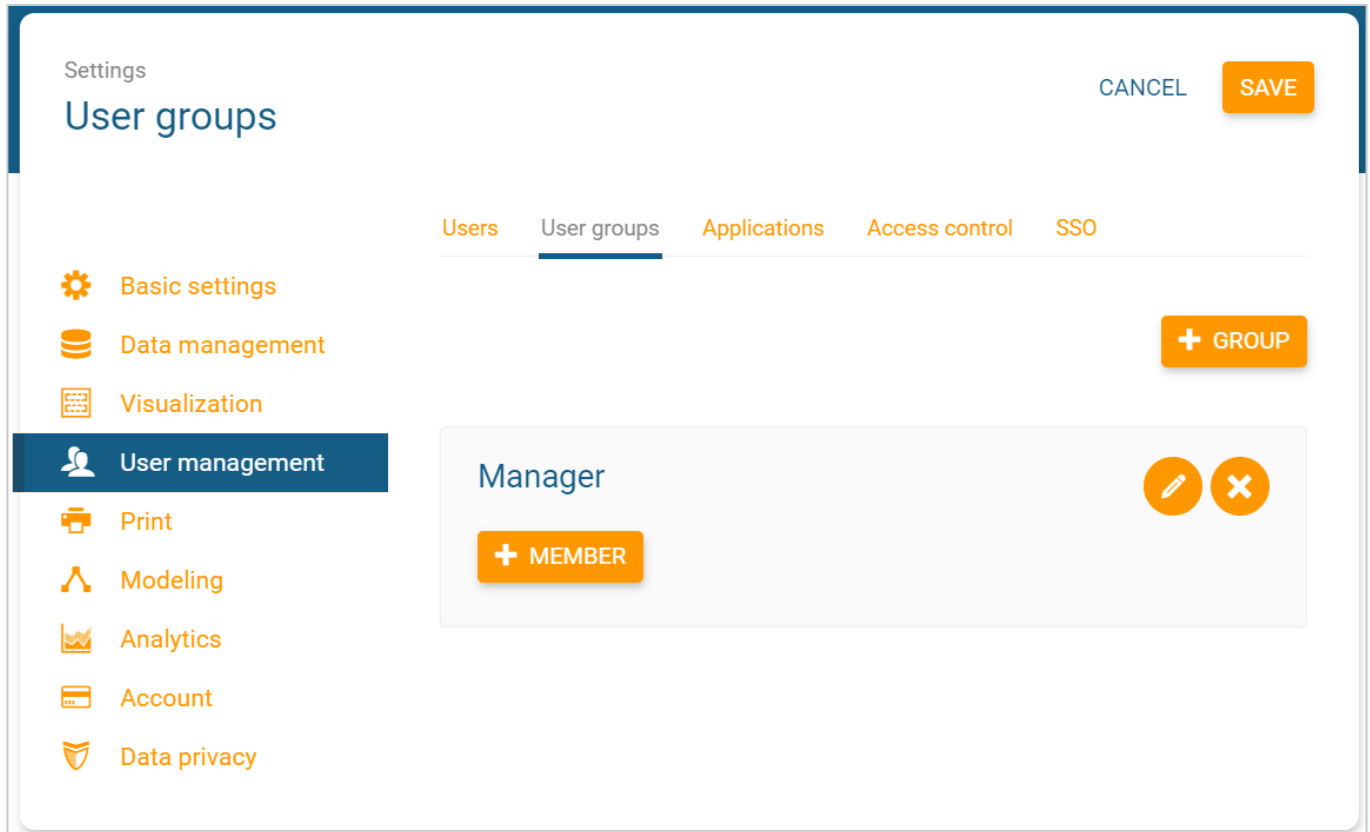 Settings
User groups
CANCEL
SAVE
Users
User groups
Applications
Access control
SSO
Basic settings
Data management
Visualization
User management
Print
Modeling
Analytics
Account
Data privacy
GROUP
Manager
MEMBER